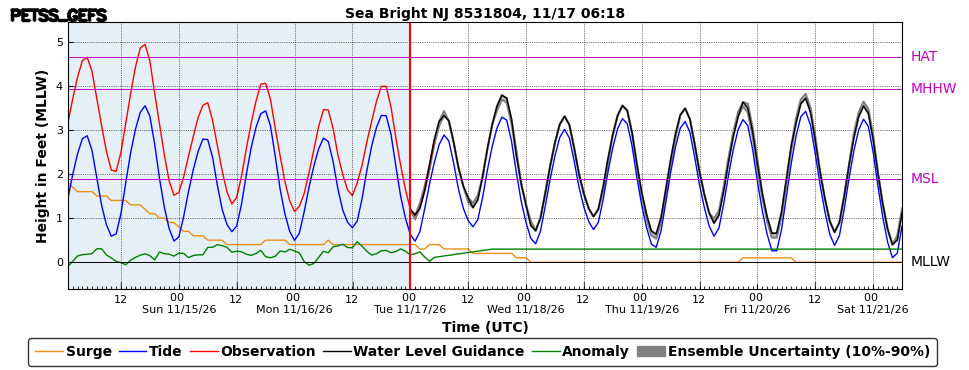 PETSS_GEFS
Sea Bright NJ 8531804, 11/17 06:18
Height in Feet (MLLW)
5
4
3
2
1
0
HAT
MHHW
MSL
MLLW
12 00 12 00 12 00 12 00 12 00 12 00 12 00
Sun 11/15/26 Mon 11/16/26 Tue 11/17/26 Wed 11/18/26 Thu 11/19/26 Fri 11/20/26 Sat 11/21/26
Time (UTC)
Surge Tide Observation Water Level Guidance Anomaly Ensemble Uncertainty (10%-90%)